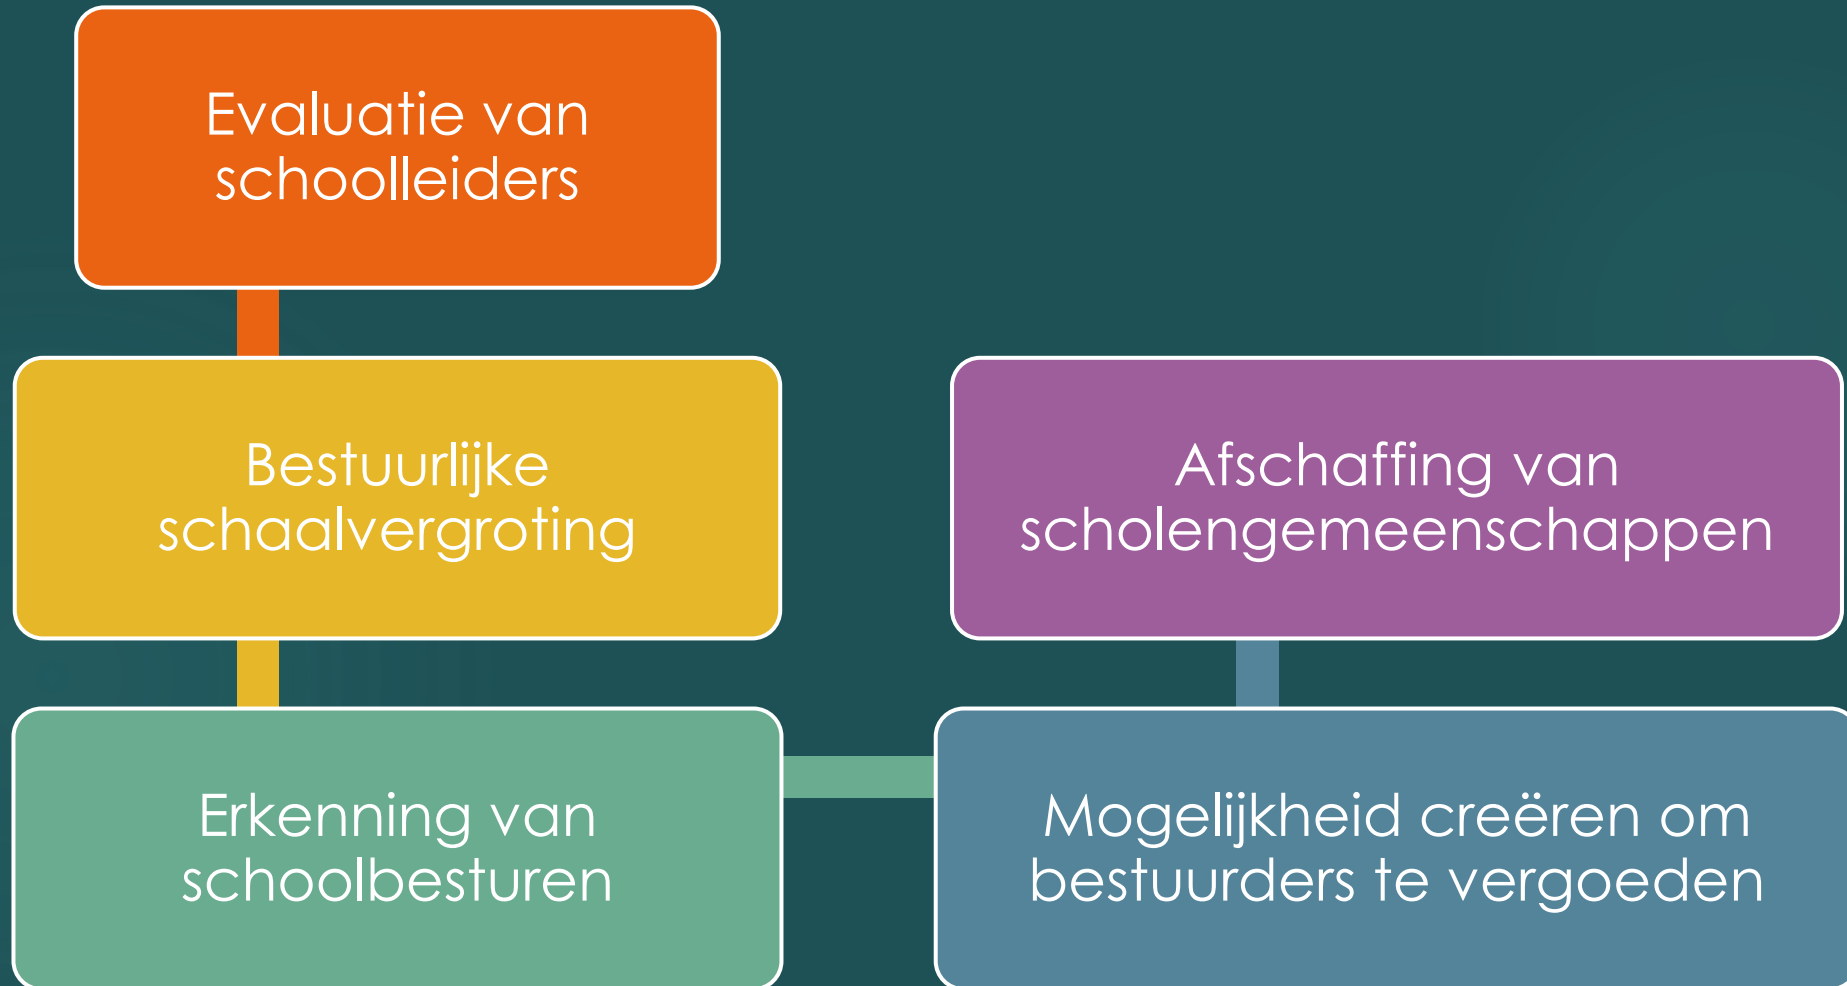 Evaluatie van
schoolleiders
Bestuurlijke
schaalvergroting
Erkenning van
schoolbesturen
Mogelijkheid creëren om
bestuurders te vergoeden
Afschaffing van
scholengemeenschappen